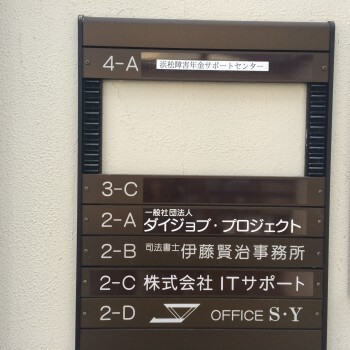 4-A 浜松障害年金サポートセンター
3-C
2-A 一般社団法人 ダイジョブ・プロジェクト
2-B 司法書士 伊藤賢治事務所
2-C 株式会社 ITサポート
2-D OFFICE S・Y